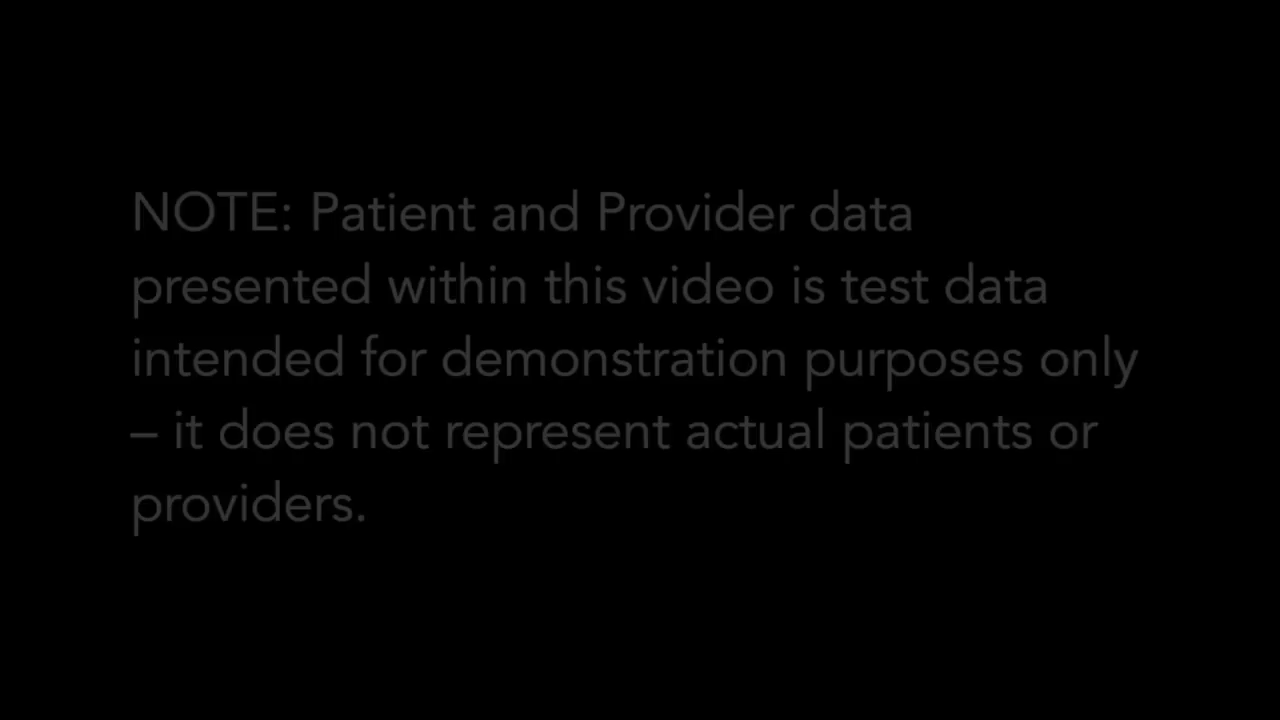 NOTE: Patient and Provider data
presented within this video is test data
intended for demonstration purposes only
– it does not represent actual patients or
providers.